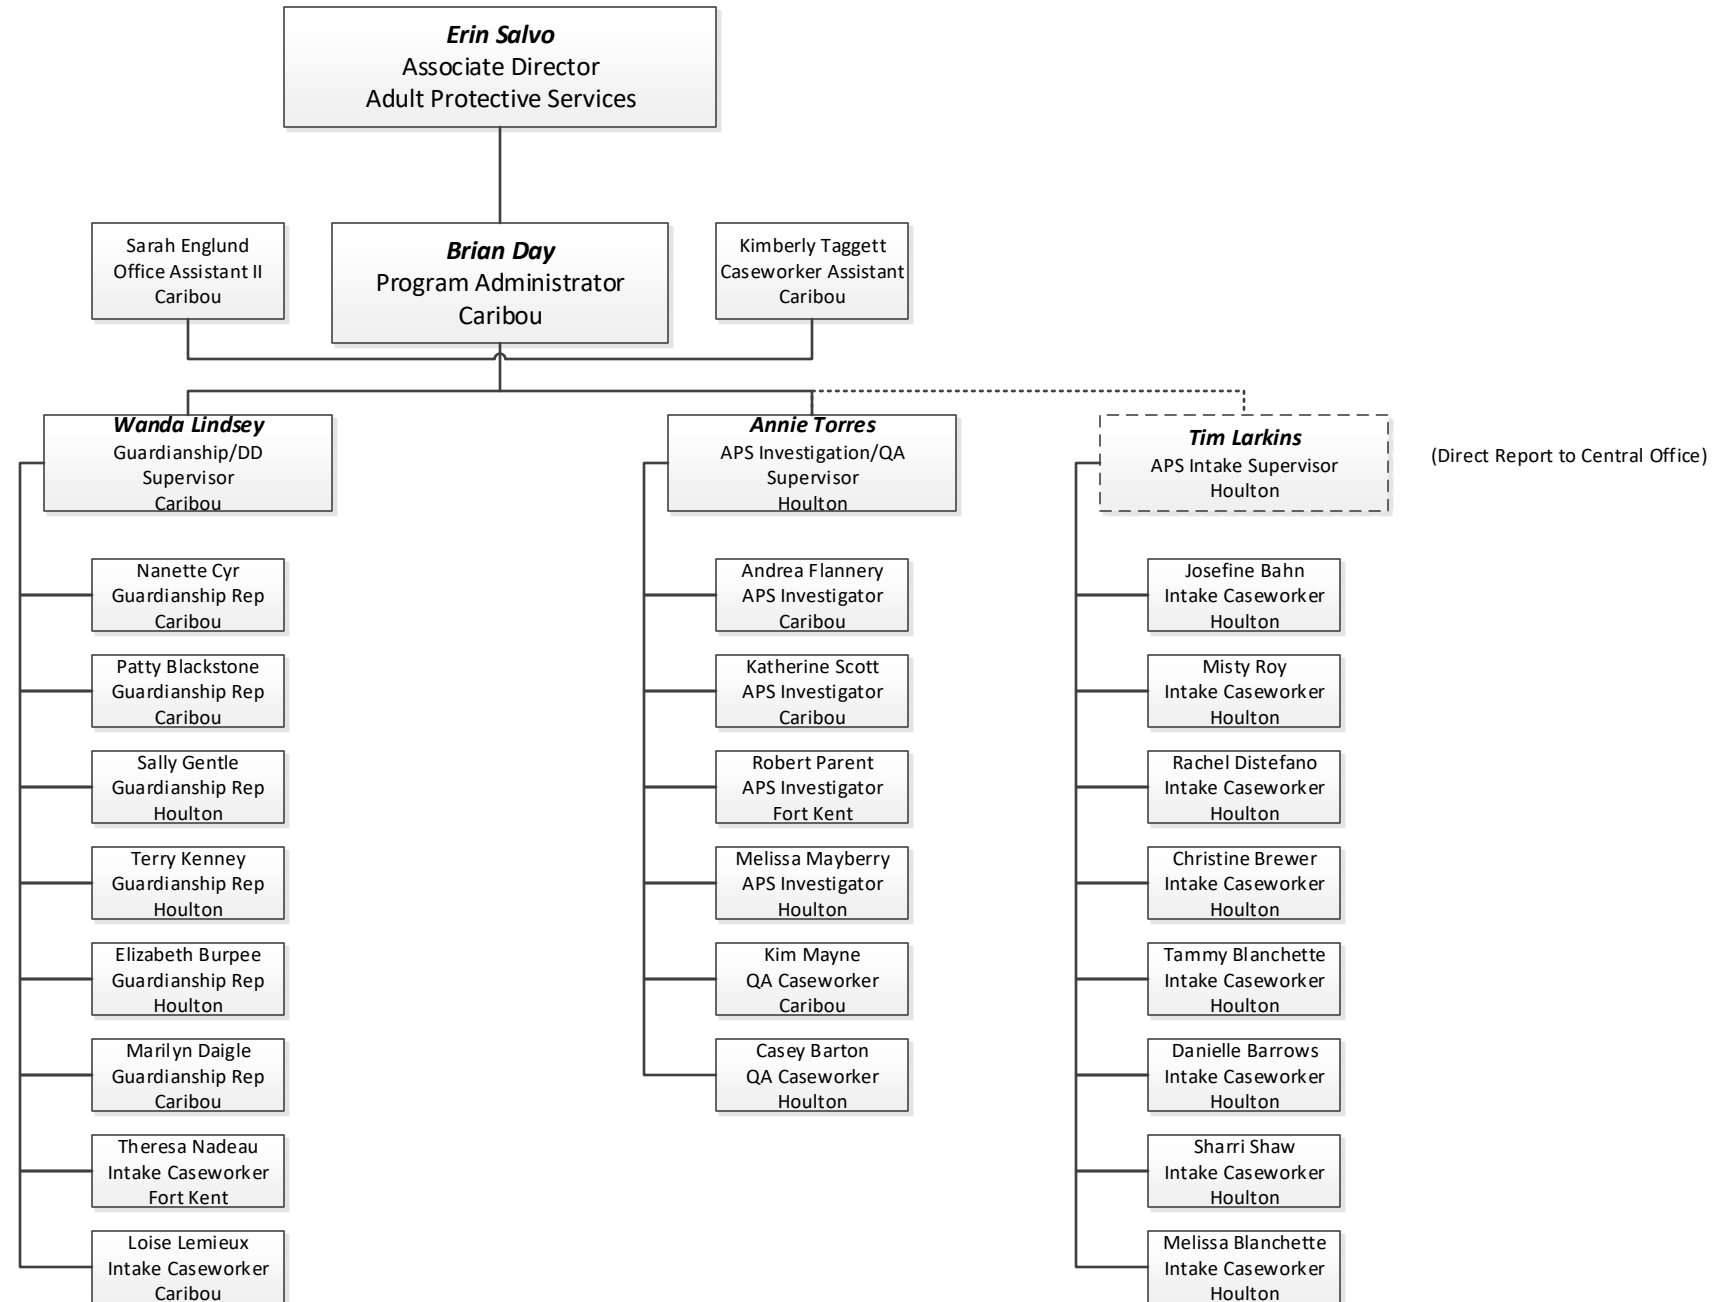 Erin Salvo
Associate Director
Adult Protective Services
Sarah Englund
Office Assistant II
Caribou
Brian Day
Program Administrator
Caribou
Kimberly Taggett
Caseworker Assistant
Caribou
Wanda Lindsey
Guardianship/DD
Supervisor
Caribou
Annie Torres
APS Investigation/QA
Supervisor
Houlton
Tim Larkins
APS Intake Supervisor
Houlton
(Direct Report to Central Office)
Nanette Cyr
Guardianship Rep
Caribou
Patty Blackstone
Guardianship Rep
Caribou
Sally Gentle
Guardianship Rep
Houlton
Terry Kenney
Guardianship Rep
Houlton
Elizabeth Burpee
Guardianship Rep
Houlton
Marilyn Daigle
Guardianship Rep
Caribou
Theresa Nadeau
Intake Caseworker
Fort Kent
Loise Lemieux
Intake Caseworker
Caribou
Andrea Flannery
APS Investigator
Caribou
Katherine Scott
APS Investigator
Caribou
Robert Parent
APS Investigator
Fort Kent
Melissa Mayberry
APS Investigator
Houlton
Kim Mayne
QA Caseworker
Caribou
Casey Barton
QA Caseworker
Houlton
Josefine Bahn
Intake Caseworker
Houlton
Misty Roy
Intake Caseworker
Houlton
Rachel Distefano
Intake Caseworker
Houlton
Christine Brewer
Intake Caseworker
Houlton
Tammy Blanchette
Intake Caseworker
Houlton
Danielle Barrows
Intake Caseworker
Houlton
Sharri Shaw
Intake Caseworker
Houlton
Melissa Blanchette
Intake Caseworker
Houlton